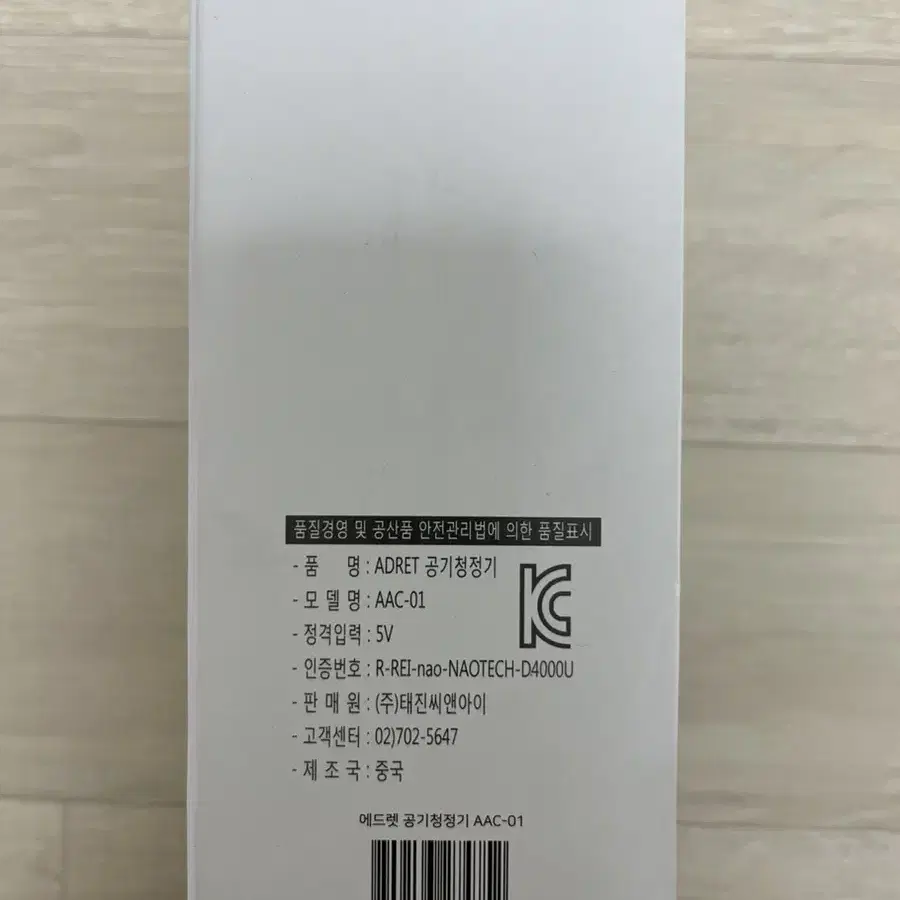 품질경영 및 공산품 안전관리법에 의한 품질표시
- 품 명 : ADRET 공기청정기
- 모 델 명 : AAC-01
- 정격입력 : 5V
- 인증번호 : R-REI-nao-NAOTECH-D4000U
- 판 매 원 : (주)태진씨앤아이
- 고객센터 : 02)702-5647
- 제 조 국 : 중국
KC
에드렛 공기청정기 AAC-01